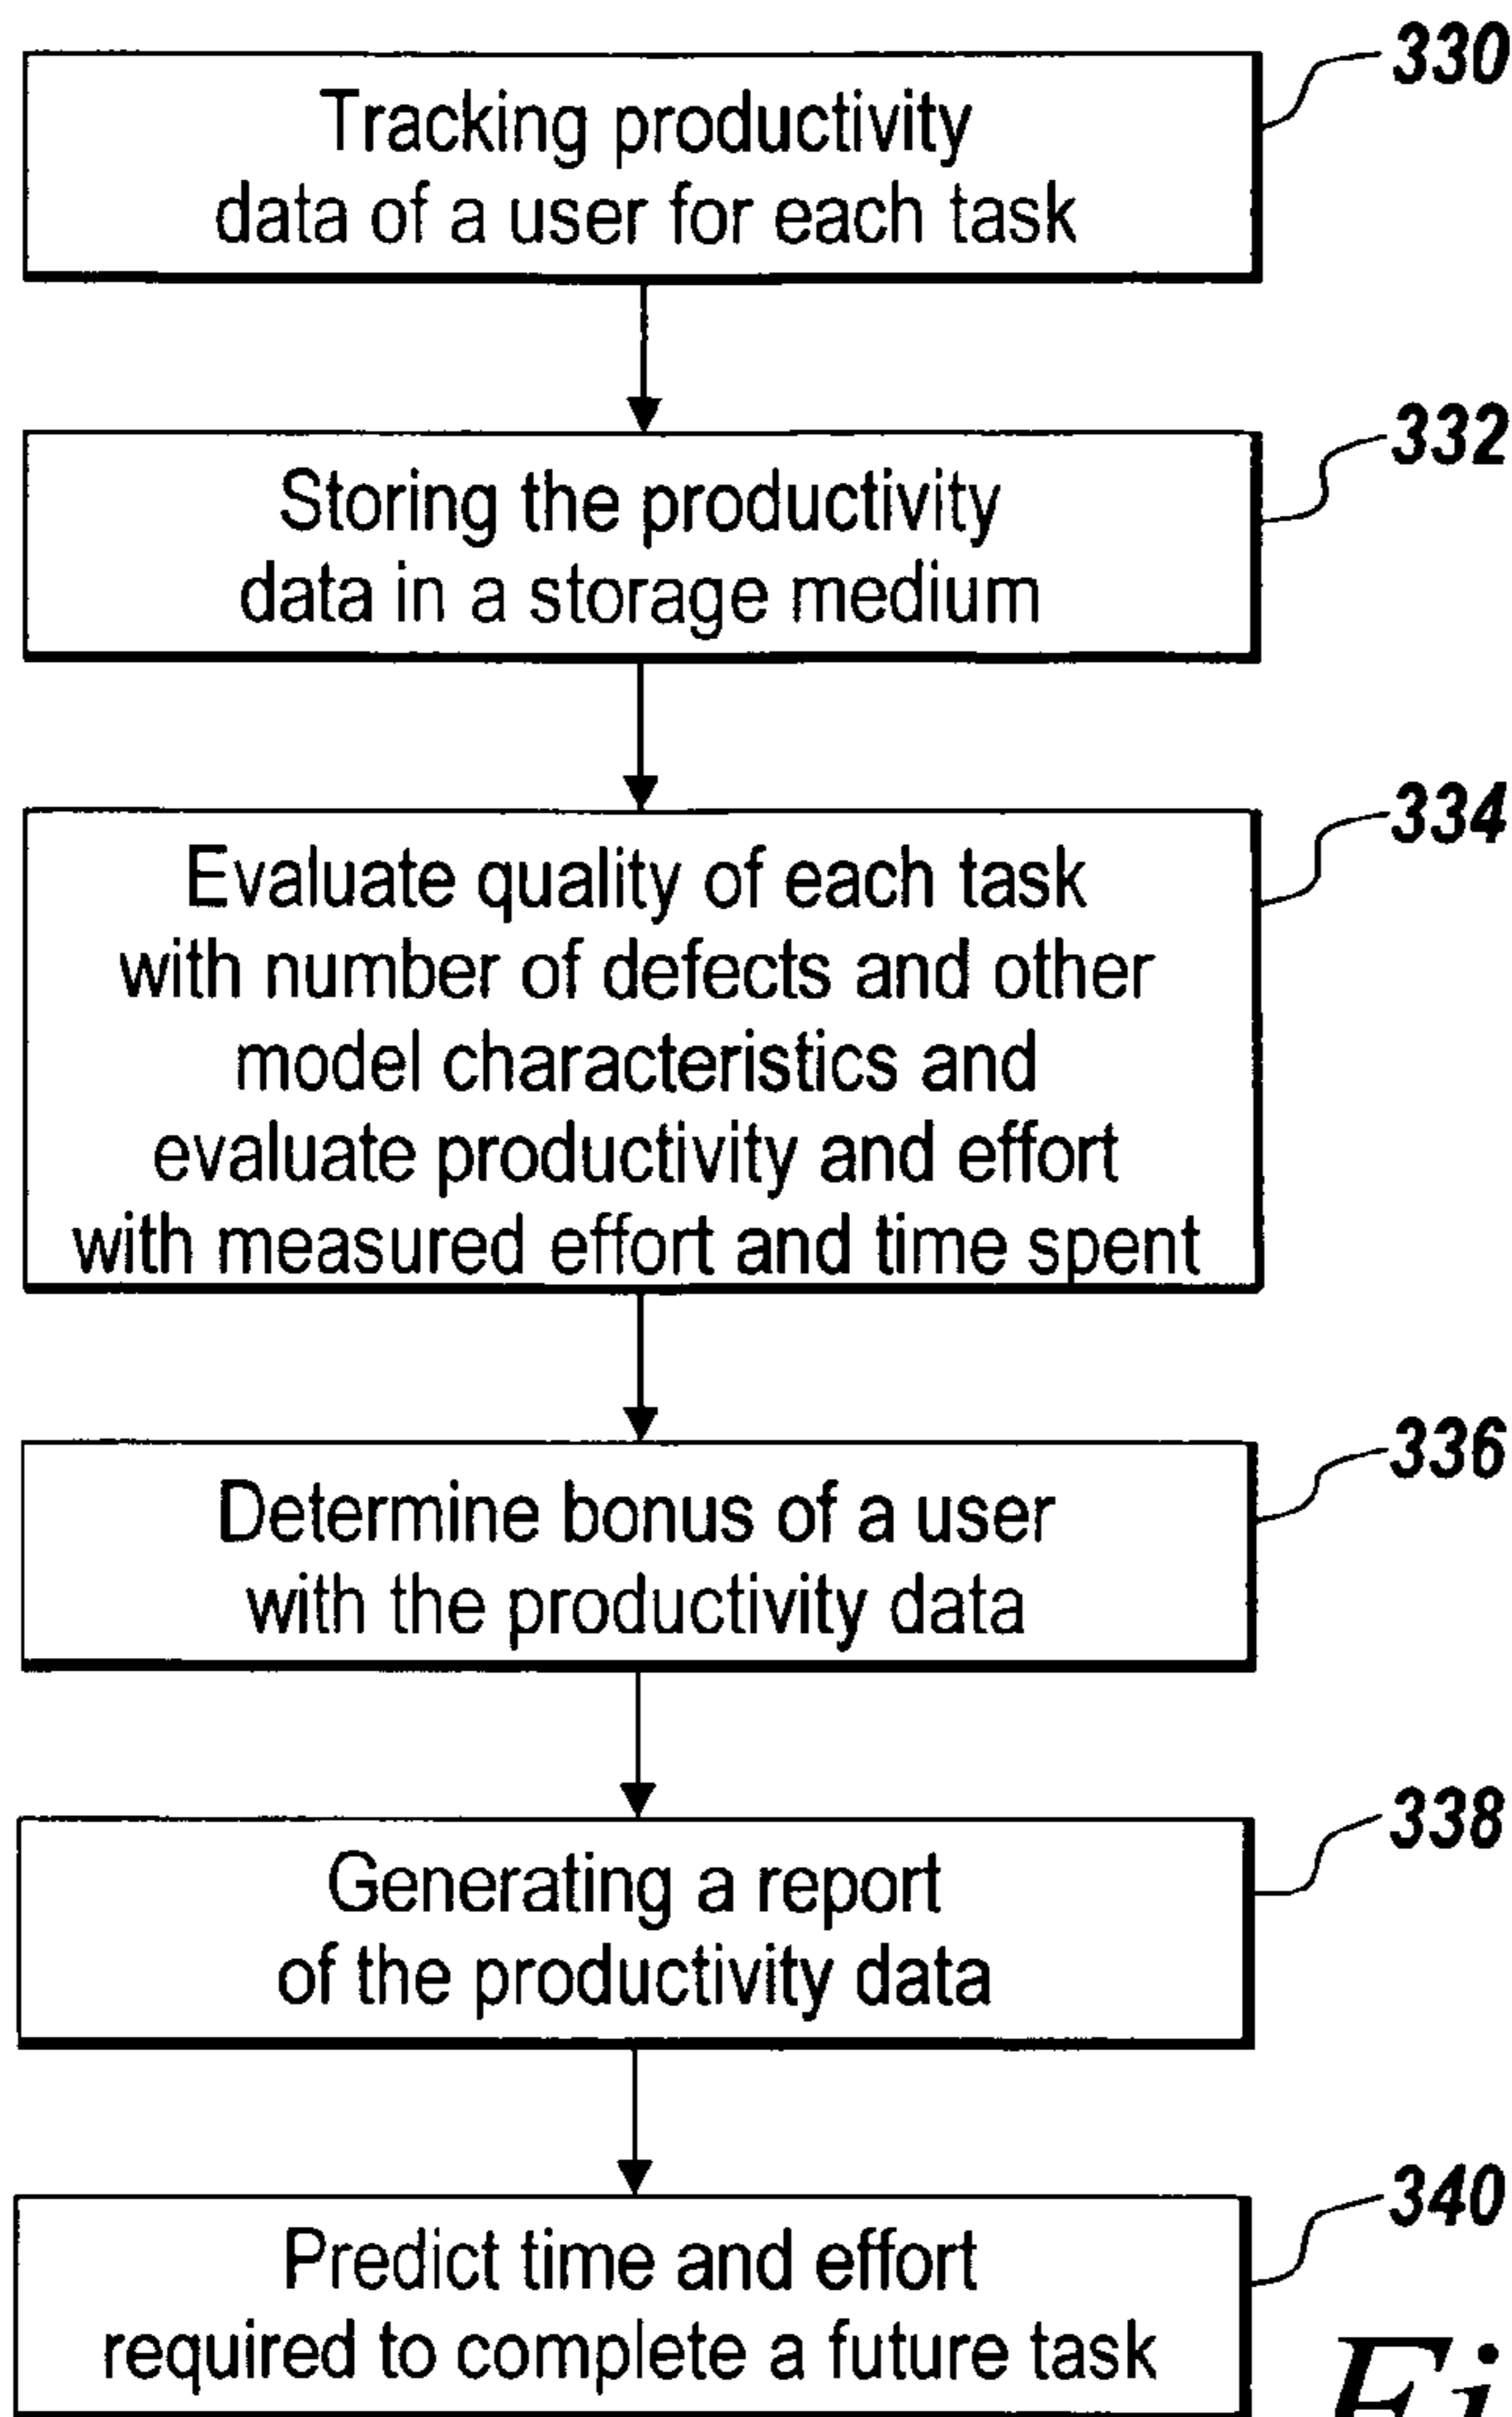 330
Tracking productivity
data of a user for each task
332
Storing the productivity
data in a storage medium
334
Evaluate quality of each task
with number of defects and other
model characteristics and
evaluate productivity and effort
with measured effort and time spent
336
Determine bonus of a user
with the productivity data
338
Generating a report
of the productivity data
340
Predict time and effort
required to complete a future task